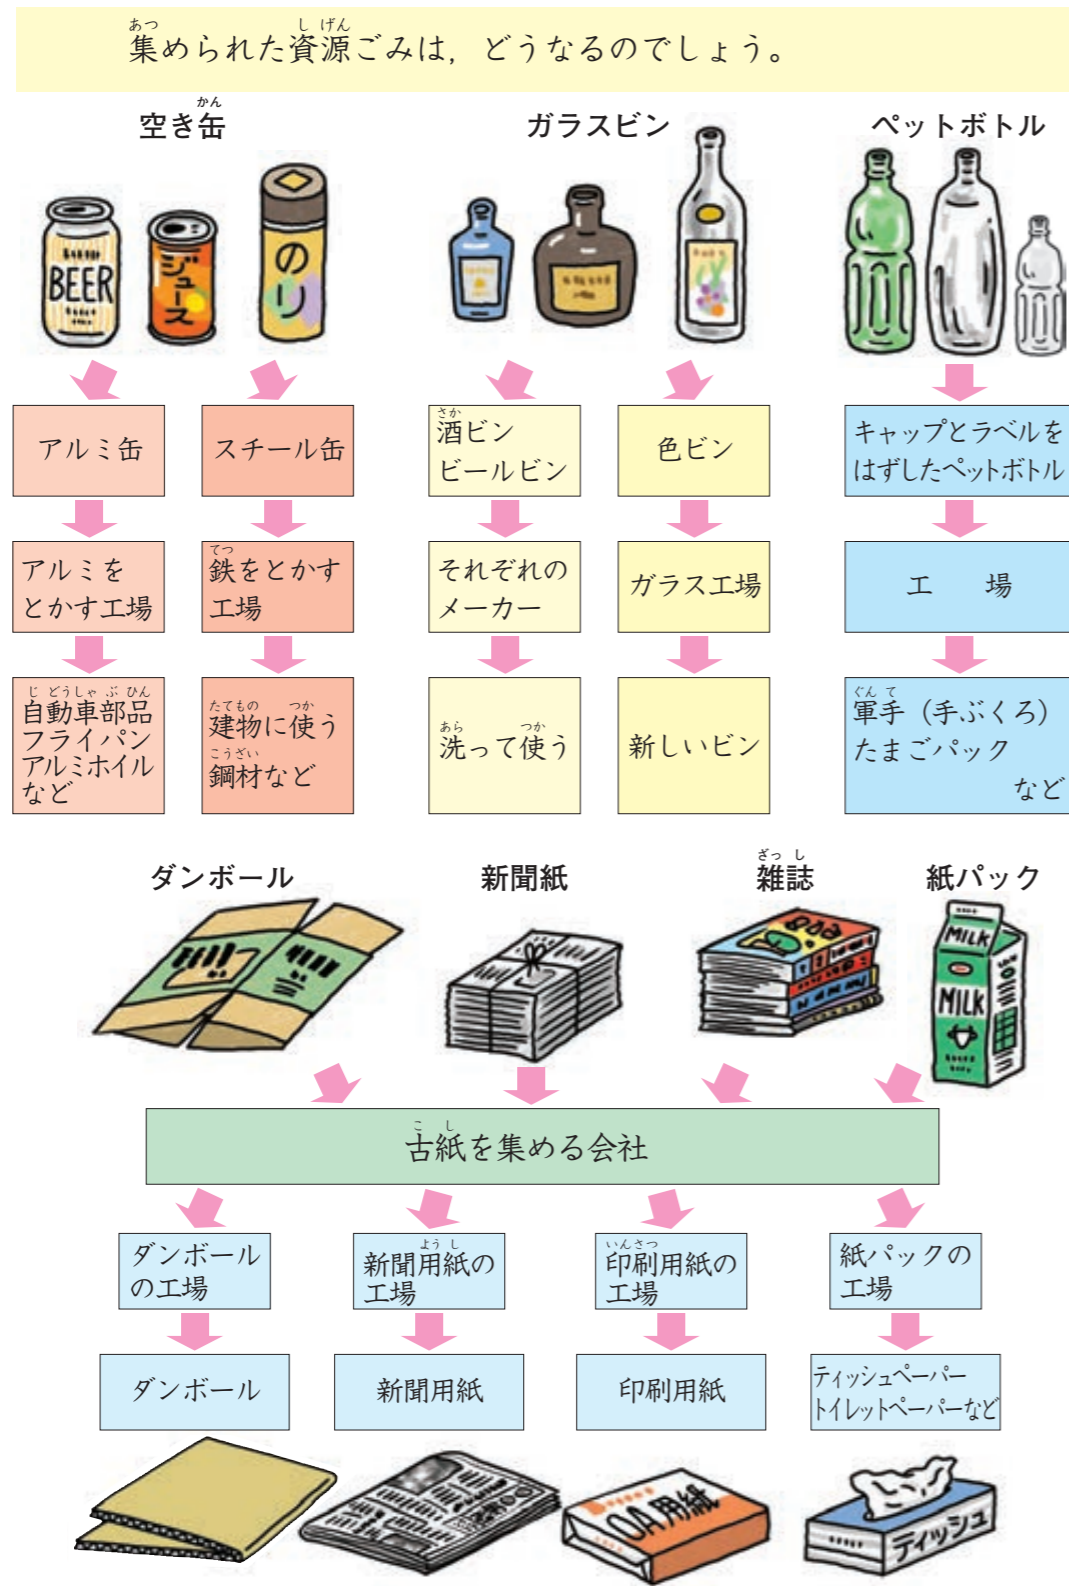 集められた資源ごみは，どうなるのでしょう。
空き缶
ガラスビン
ペットボトル
BEER
ジュース
のり
アルミ缶
スチール缶
酒ビン
ビールビン
色ビン
キャップとラベルを
はずしたペットボトル
アルミを
とかす工場
鉄をとかす
工場
それぞれの
メーカー
ガラス工場
工　場
自動車部品
フライパン
アルミホイル
など
建物に使う
鋼材など
洗って使う
新しいビン
軍手（手ぶくろ）
たまごパック
など
ダンボール
新聞紙
雑誌
紙パック
MILK
MILK
古紙を集める会社
ダンボール
の工場
新聞用紙の
工場
印刷用紙の
工場
紙パックの
工場
ダンボール
新聞用紙
印刷用紙
ティッシュペーパー
トイレットペーパーなど
OA用紙
ティッシュ